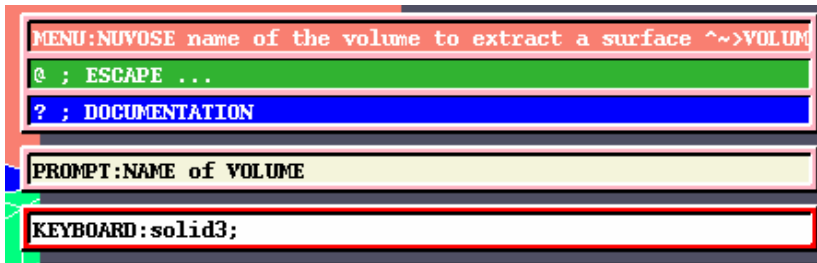 MENU:NUVOSE name of the volume to extract a surface ^~>VOLUM
@ ; ESCAPE ...
? ; DOCUMENTATION
PROMPT:NAME of VOLUME
KEYBOARD:solid3;